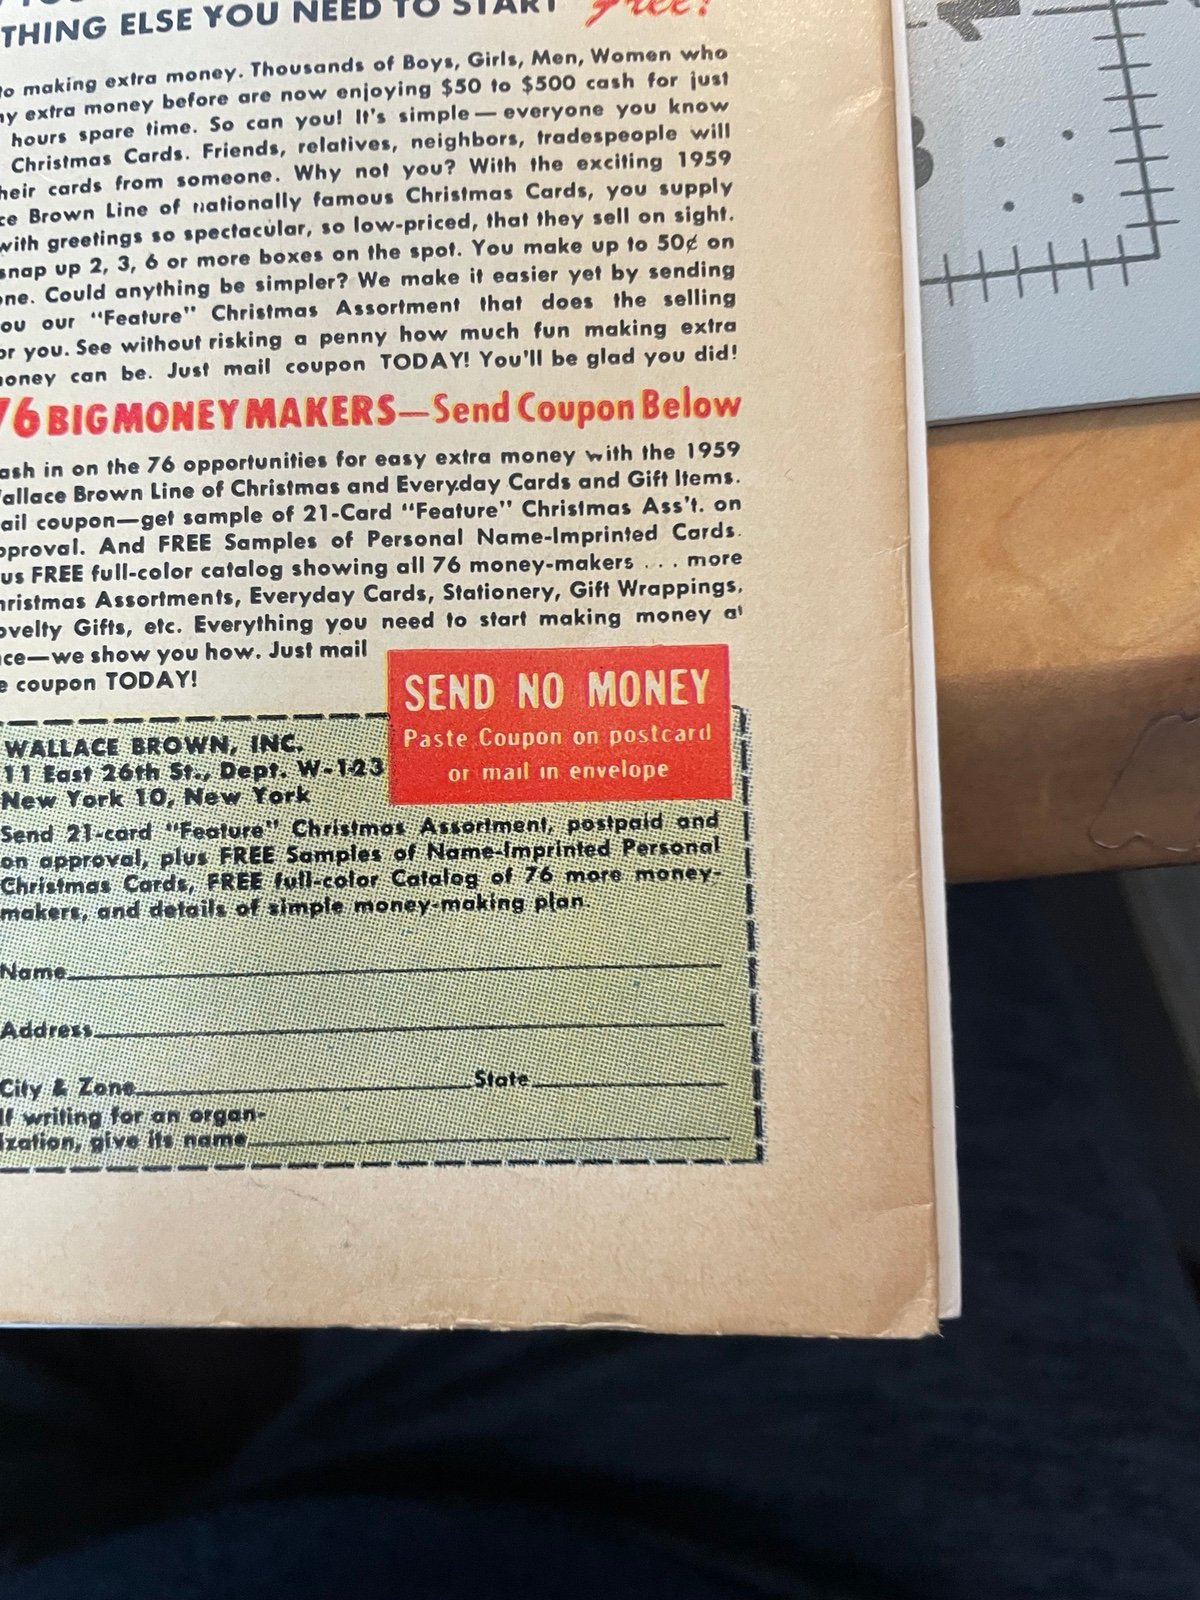 THING ELSE YOU NEED TO START Free!
to making extra money. Thousands of Boys, Girls, Men, Women who
extra money before are now enjoying $50 to $500 cash for just
hours spare time. So can you! It's simple—everyone you know
Christmas Cards. Friends, relatives, neighbors, tradespeople will
heir cards from someone. Why not you? With the exciting 1959
ce Brown Line of nationally famous Christmas Cards, you supply
with greetings so spectacular, so low-priced, that they sell on sight.
snap up 2, 3, 6 or more boxes on the spot. You make up to 50¢ on
ne. Could anything be simpler? We make it easier yet by sending
ou our "Feature" Christmas Assortment that does the selling
or you. See without risking a penny how much fun making extra
oney can be. Just mail coupon TODAY! You'll be glad you did!
76 BIG MONEY MAKERS—Send Coupon Below
ash in on the 76 opportunities for easy extra money with the 1959
allace Brown Line of Christmas and Everyday Cards and Gift Items.
ail coupon—get sample of 21-Card "Feature" Christmas Ass't. on
pproval. And FREE Samples of Personal Name-Imprinted Cards.
us FREE full-color catalog showing all 76 money-makers . . . more
hristmas Assortments, Everyday Cards, Stationery, Gift Wrappings,
ovelty Gifts, etc. Everything you need to start making money at
ce—we show you how. Just mail
e coupon TODAY!
SEND NO MONEY
Paste Coupon on postcard
or mail in envelope
WALLACE BROWN, INC.
11 East 26th St., Dept. W-123
New York 10, New York
Send 21-card "Feature" Christmas Assortment, postpaid and
on approval, plus FREE Samples of Name-Imprinted Personal
Christmas Cards, FREE full-color Catalog of 76 more money-
makers, and details of simple money-making plan.
Name
Address
City & Zone State
If writing for an organ-
ization, give its name